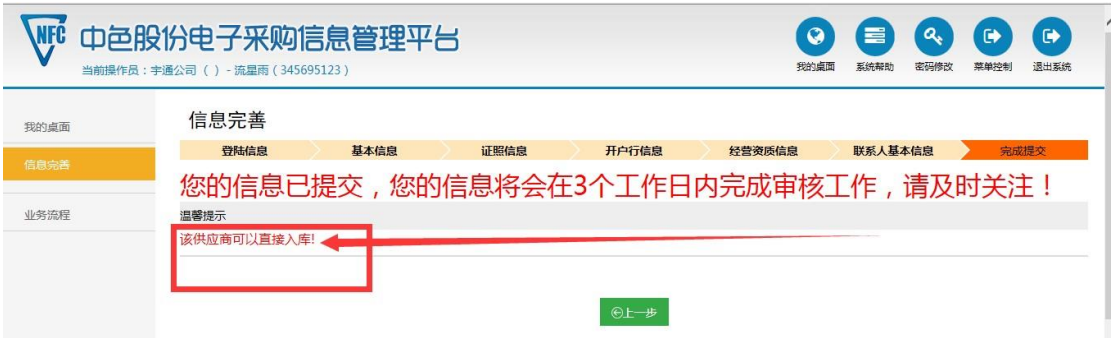 NFC 中色股份电子采购信息管理平台
当前操作员：宇通公司（ ）- 流星雨（345695123）
我的桌面 系统帮助 密码修改 菜单控制 退出系统
我的桌面
信息完善
业务流程
信息完善
登陆信息 基本信息 证照信息 开户行信息 经营资质信息 联系人基本信息 完成提交
您的信息已提交，您的信息将会在3个工作日内完成审核工作，请及时关注！
温馨提示
该供应商可以直接入库!
上一步